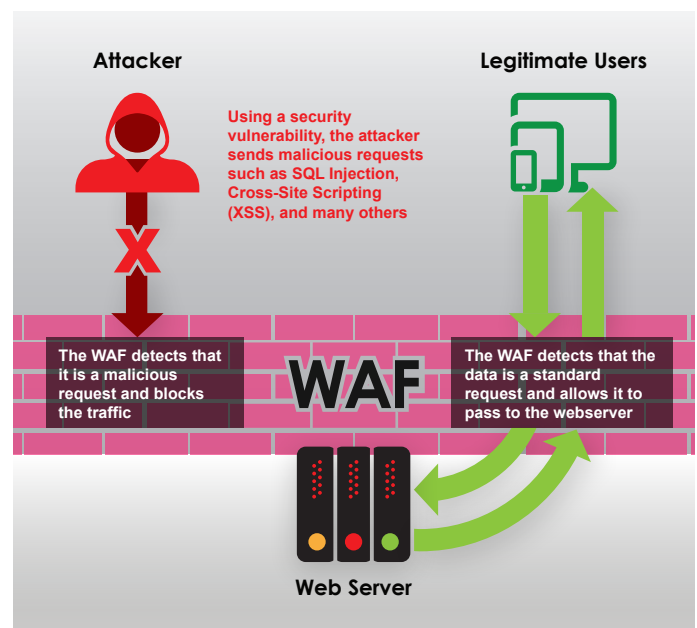 Attacker
Legitimate Users
Using a security
vulnerability, the attacker
sends malicious requests
such as SQL Injection,
Cross-Site Scripting
(XSS), and many others
X
The WAF detects that
it is a malicious
request and blocks
the traffic
WAF
The WAF detects that the
data is a standard
request and allows it to
pass to the webserver
Web Server